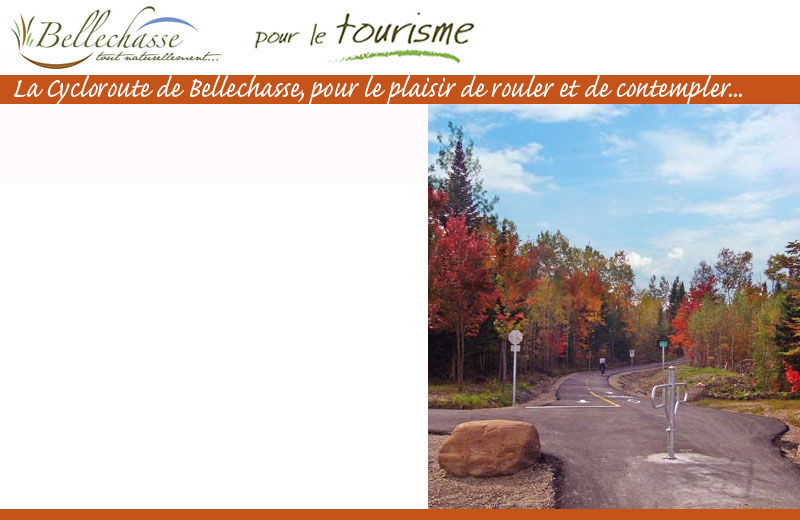 Bellechasse
tout naturellement...
pour le tourisme
La Cycloroute de Bellechasse, pour le plaisir de rouler et de contempler...